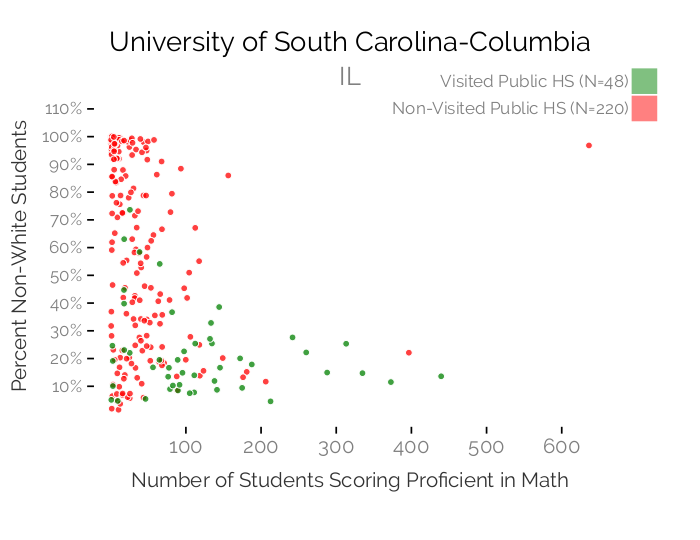 University of South Carolina-Columbia
IL
Visited Public HS (N=48)
Non-Visited Public HS (N=220)
Percent Non-White Students
110%
100%
90%
80%
70%
60%
50%
40%
30%
20%
10%
100 200 300 400 500 600
Number of Students Scoring Proficient in Math